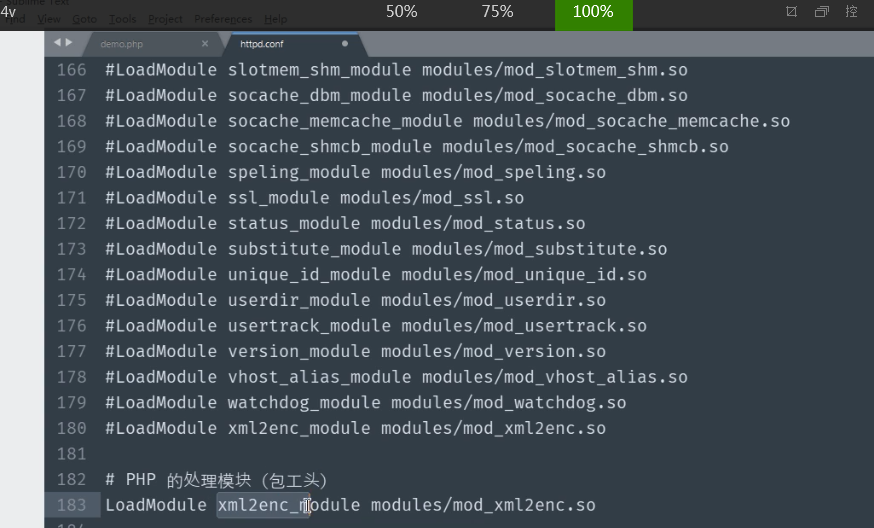 Sublime Text
4v 50% 75% 100% 控
Find View Goto Tools Project Preferences Help
demo.php × httpd.conf
166 #LoadModule slotmem_shm_module modules/mod_slotmem_shm.so
167 #LoadModule socache_dbm_module modules/mod_socache_dbm.so
168 #LoadModule socache_memcache_module modules/mod_socache_memcache.so
169 #LoadModule socache_shmcb_module modules/mod_socache_shmcb.so
170 #LoadModule speling_module modules/mod_speling.so
171 #LoadModule ssl_module modules/mod_ssl.so
172 #LoadModule status_module modules/mod_status.so
173 #LoadModule substitute_module modules/mod_substitute.so
174 #LoadModule unique_id_module modules/mod_unique_id.so
175 #LoadModule userdir_module modules/mod_userdir.so
176 #LoadModule usertrack_module modules/mod_usertrack.so
177 #LoadModule version_module modules/mod_version.so
178 #LoadModule vhost_alias_module modules/mod_vhost_alias.so
179 #LoadModule watchdog_module modules/mod_watchdog.so
180 #LoadModule xml2enc_module modules/mod_xml2enc.so
181
182 # PHP 的处理模块（包工头）
183 LoadModule xml2enc_module modules/mod_xml2enc.so